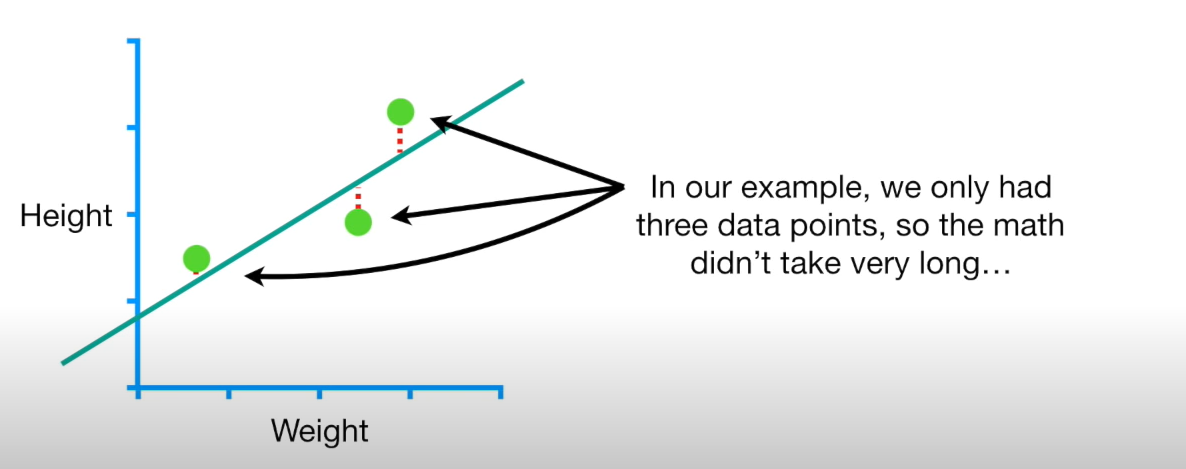 Height
In our example, we only had
three data points, so the math
didn’t take very long…
Weight